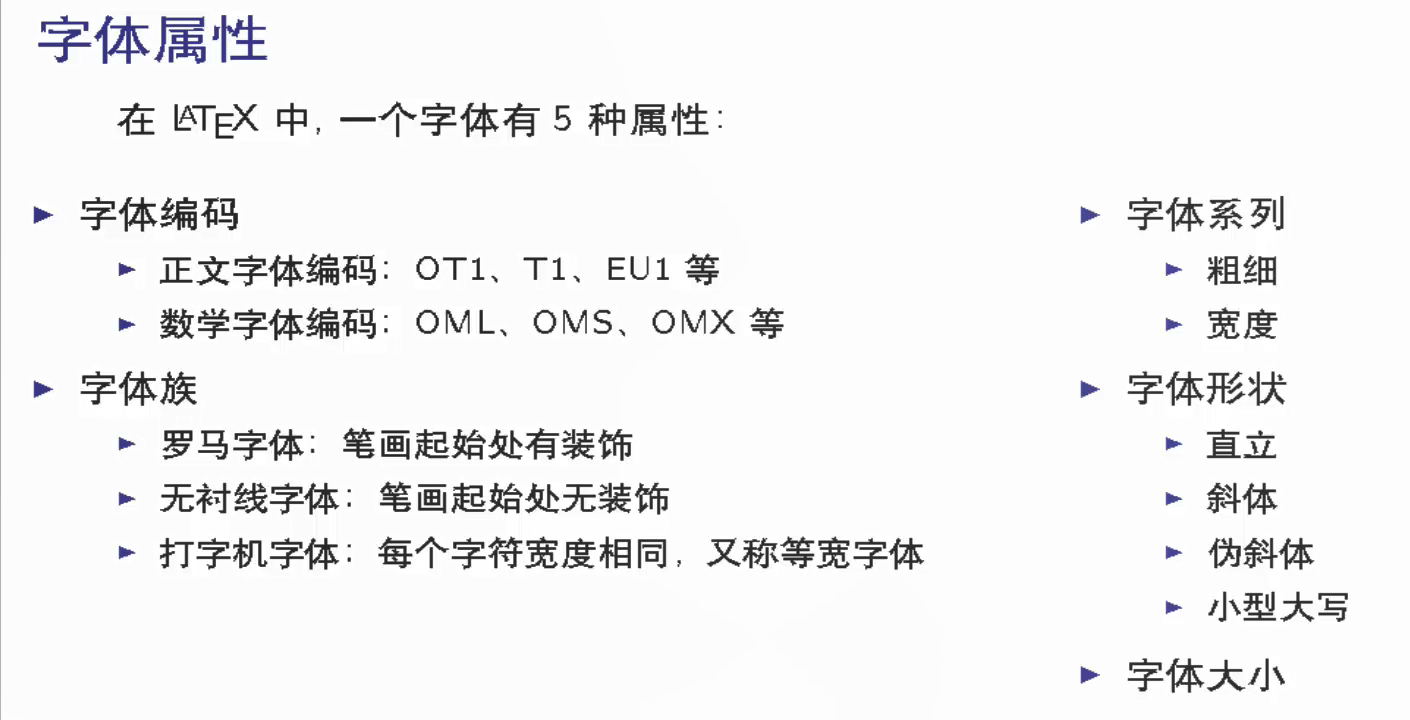 字体属性
在 LATEX 中, 一个字体有 5 种属:
字体编码
正文字体编码: OT1、T1、EU1 等
数学字体编码: OML、OMS、OMX 等
字体族
罗马字体: 笔画起始处有装饰
无衬线字体: 笔画起始处无装饰
打字机字体: 每个字符宽度相同, 又称等宽字体
字体系列
粗细
宽度
字体形状
直立
斜体
伪斜体
小型大写
字体大小